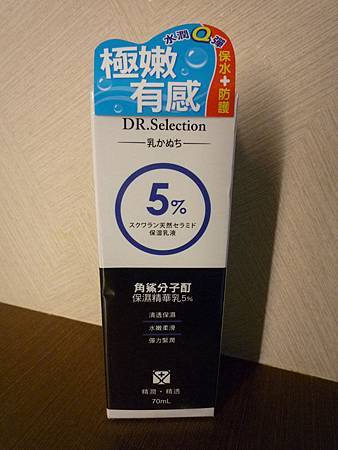 水潤Q彈
極嫩
有感
保水+防護
DR.Selection
乳かぬち
5%
スクワラン天然セラミド
保湿乳液
角鯊分子酊
保濕精華乳5%
清透保濕
水嫩柔滑
彈力緊潤
精潤・精透
70mL